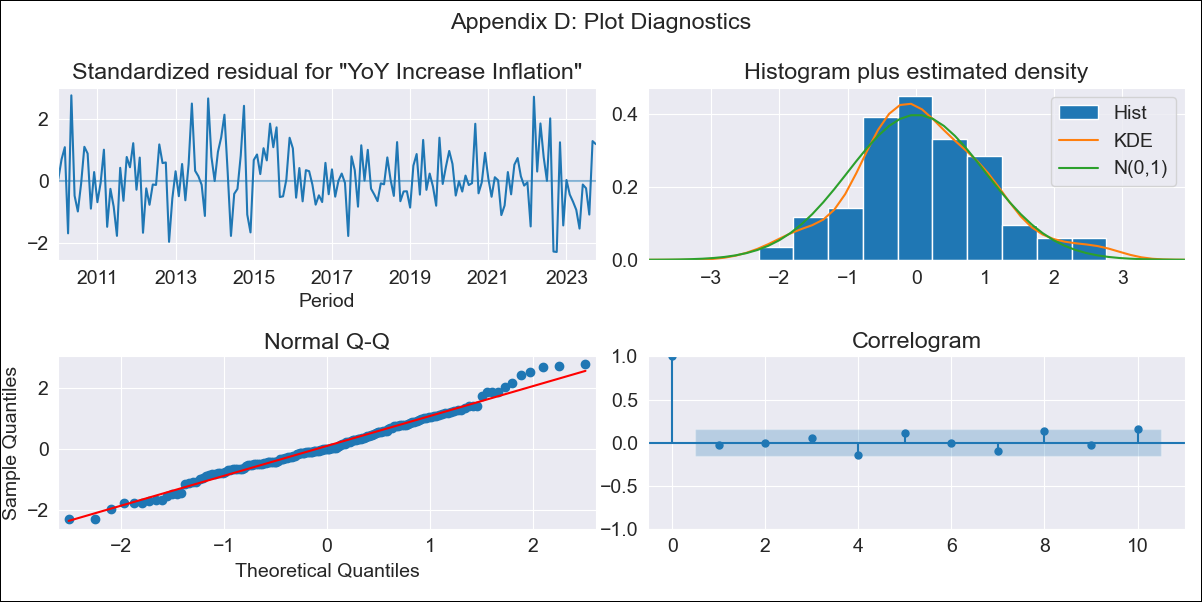 Appendix D: Plot Diagnostics
Standardized residual for "YoY Increase Inflation"
2
0
−2
2011 2013 2015 2017 2019 2021 2023
Period
Histogram plus estimated density
Hist
KDE
N(0,1)
0.4
0.2
0.0
−3 −2 −1 0 1 2 3
Normal Q-Q
Sample Quantiles
2
0
−2
−2 −1 0 1 2
Theoretical Quantiles
Correlogram
1.0
0.5
0.0
−0.5
−1.0
0 2 4 6 8 10